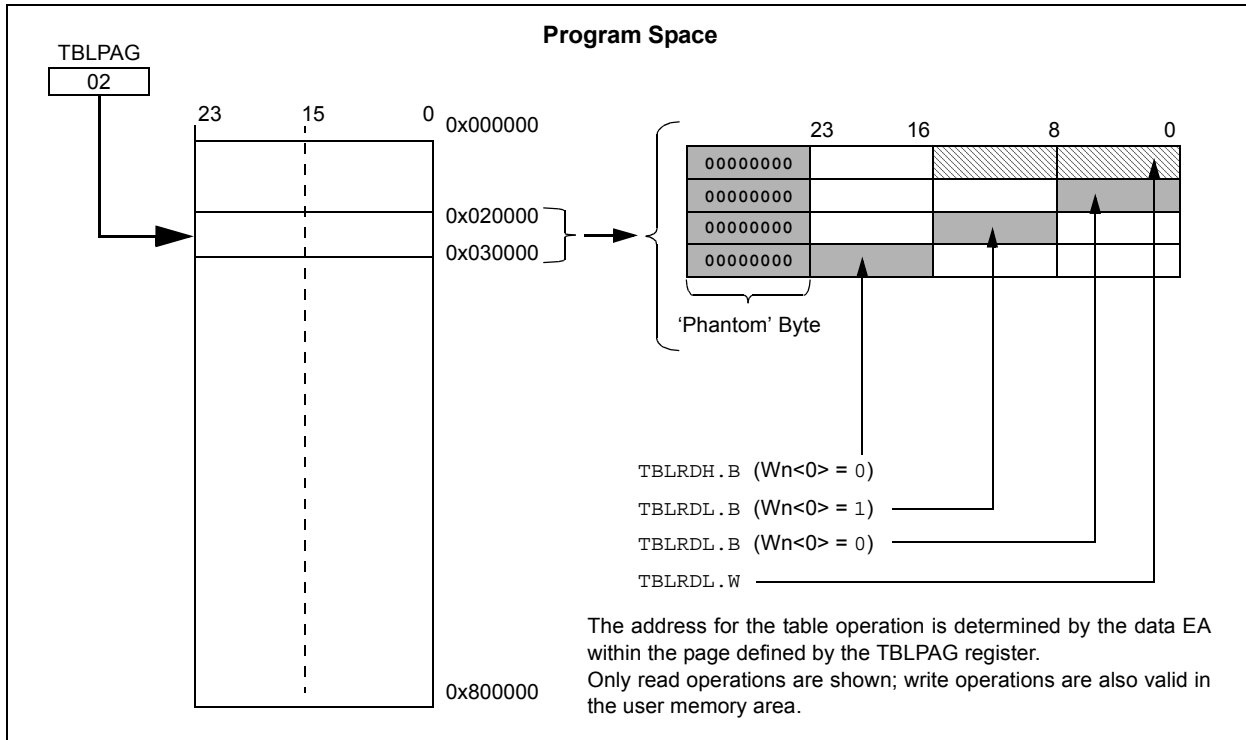 Program Space
TBLPAG
02
23 15 0
0x000000
0x020000
0x030000
0x800000
23 16 8 0
00000000
00000000
00000000
00000000
‘Phantom’ Byte
TBLRDH.B (Wn<0> = 0)
TBLRDL.B (Wn<0> = 1)
TBLRDL.B (Wn<0> = 0)
TBLRDL.W
The address for the table operation is determined by the data EA
within the page defined by the TBLPAG register.
Only read operations are shown; write operations are also valid in
the user memory area.